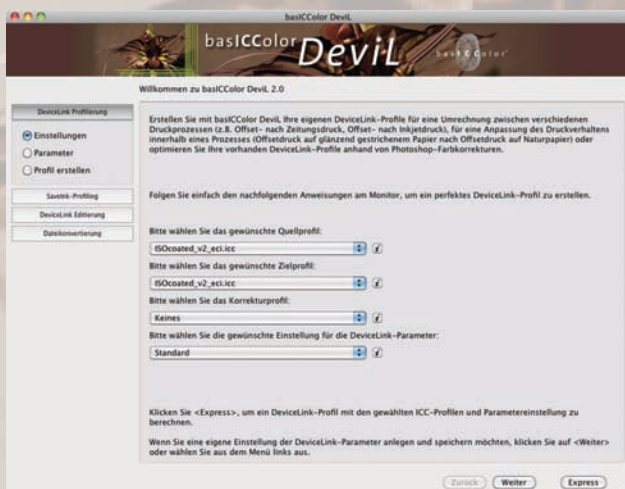 basICColor DeviL
basICColor DeviL
basICColor
Willkommen zu basICColor DeviL 2.0
DeviceLink Profilierung
Einstellungen
Parameter
Profil erstellen
SaveInk-Profiling
DeviceLink Editierung
Dateikonvertierung
Erstellen Sie mit basICColor DeviL Ihre eigenen DeviceLink-Profile für eine Umrechnung zwischen verschiedenen
Druckprozessen (z.B. Offset- nach Zeitungsdruck, Offset- nach Inkjetdruck), für eine Anpassung des Druckverhaltens
innerhalb eines Prozesses (Offsetdruck auf glänzend gestrichenem Papier nach Offsetdruck auf Naturpapier) oder
optimieren Sie Ihre vorhanden DeviceLink-Profile anhand von Photoshop-Farbkorrekturen.
Folgen Sie einfach den nachfolgenden Anweisungen am Monitor, um ein perfektes DeviceLink-Profil zu erstellen.
Bitte wählen Sie das gewünschte Quellprofil:
ISOcoated_v2_eci.icc
Bitte wählen Sie das gewünschte Zielprofil:
ISOcoated_v2_eci.icc
Bitte wählen Sie das Korrekturprofil:
Keines
Bitte wählen Sie die gewünschte Einstellung für die DeviceLink-Parameter:
Standard
Klicken Sie <Express>, um ein DeviceLink-Profil mit den gewählten ICC-Profilen und Parametereinstellung zu
berechnen.
Wenn Sie eine eigene Einstellung der DeviceLink-Parameter anlegen und speichern möchten, klicken Sie auf <Weiter>
oder wählen Sie aus dem Menü links aus.
Zurück Weiter Express